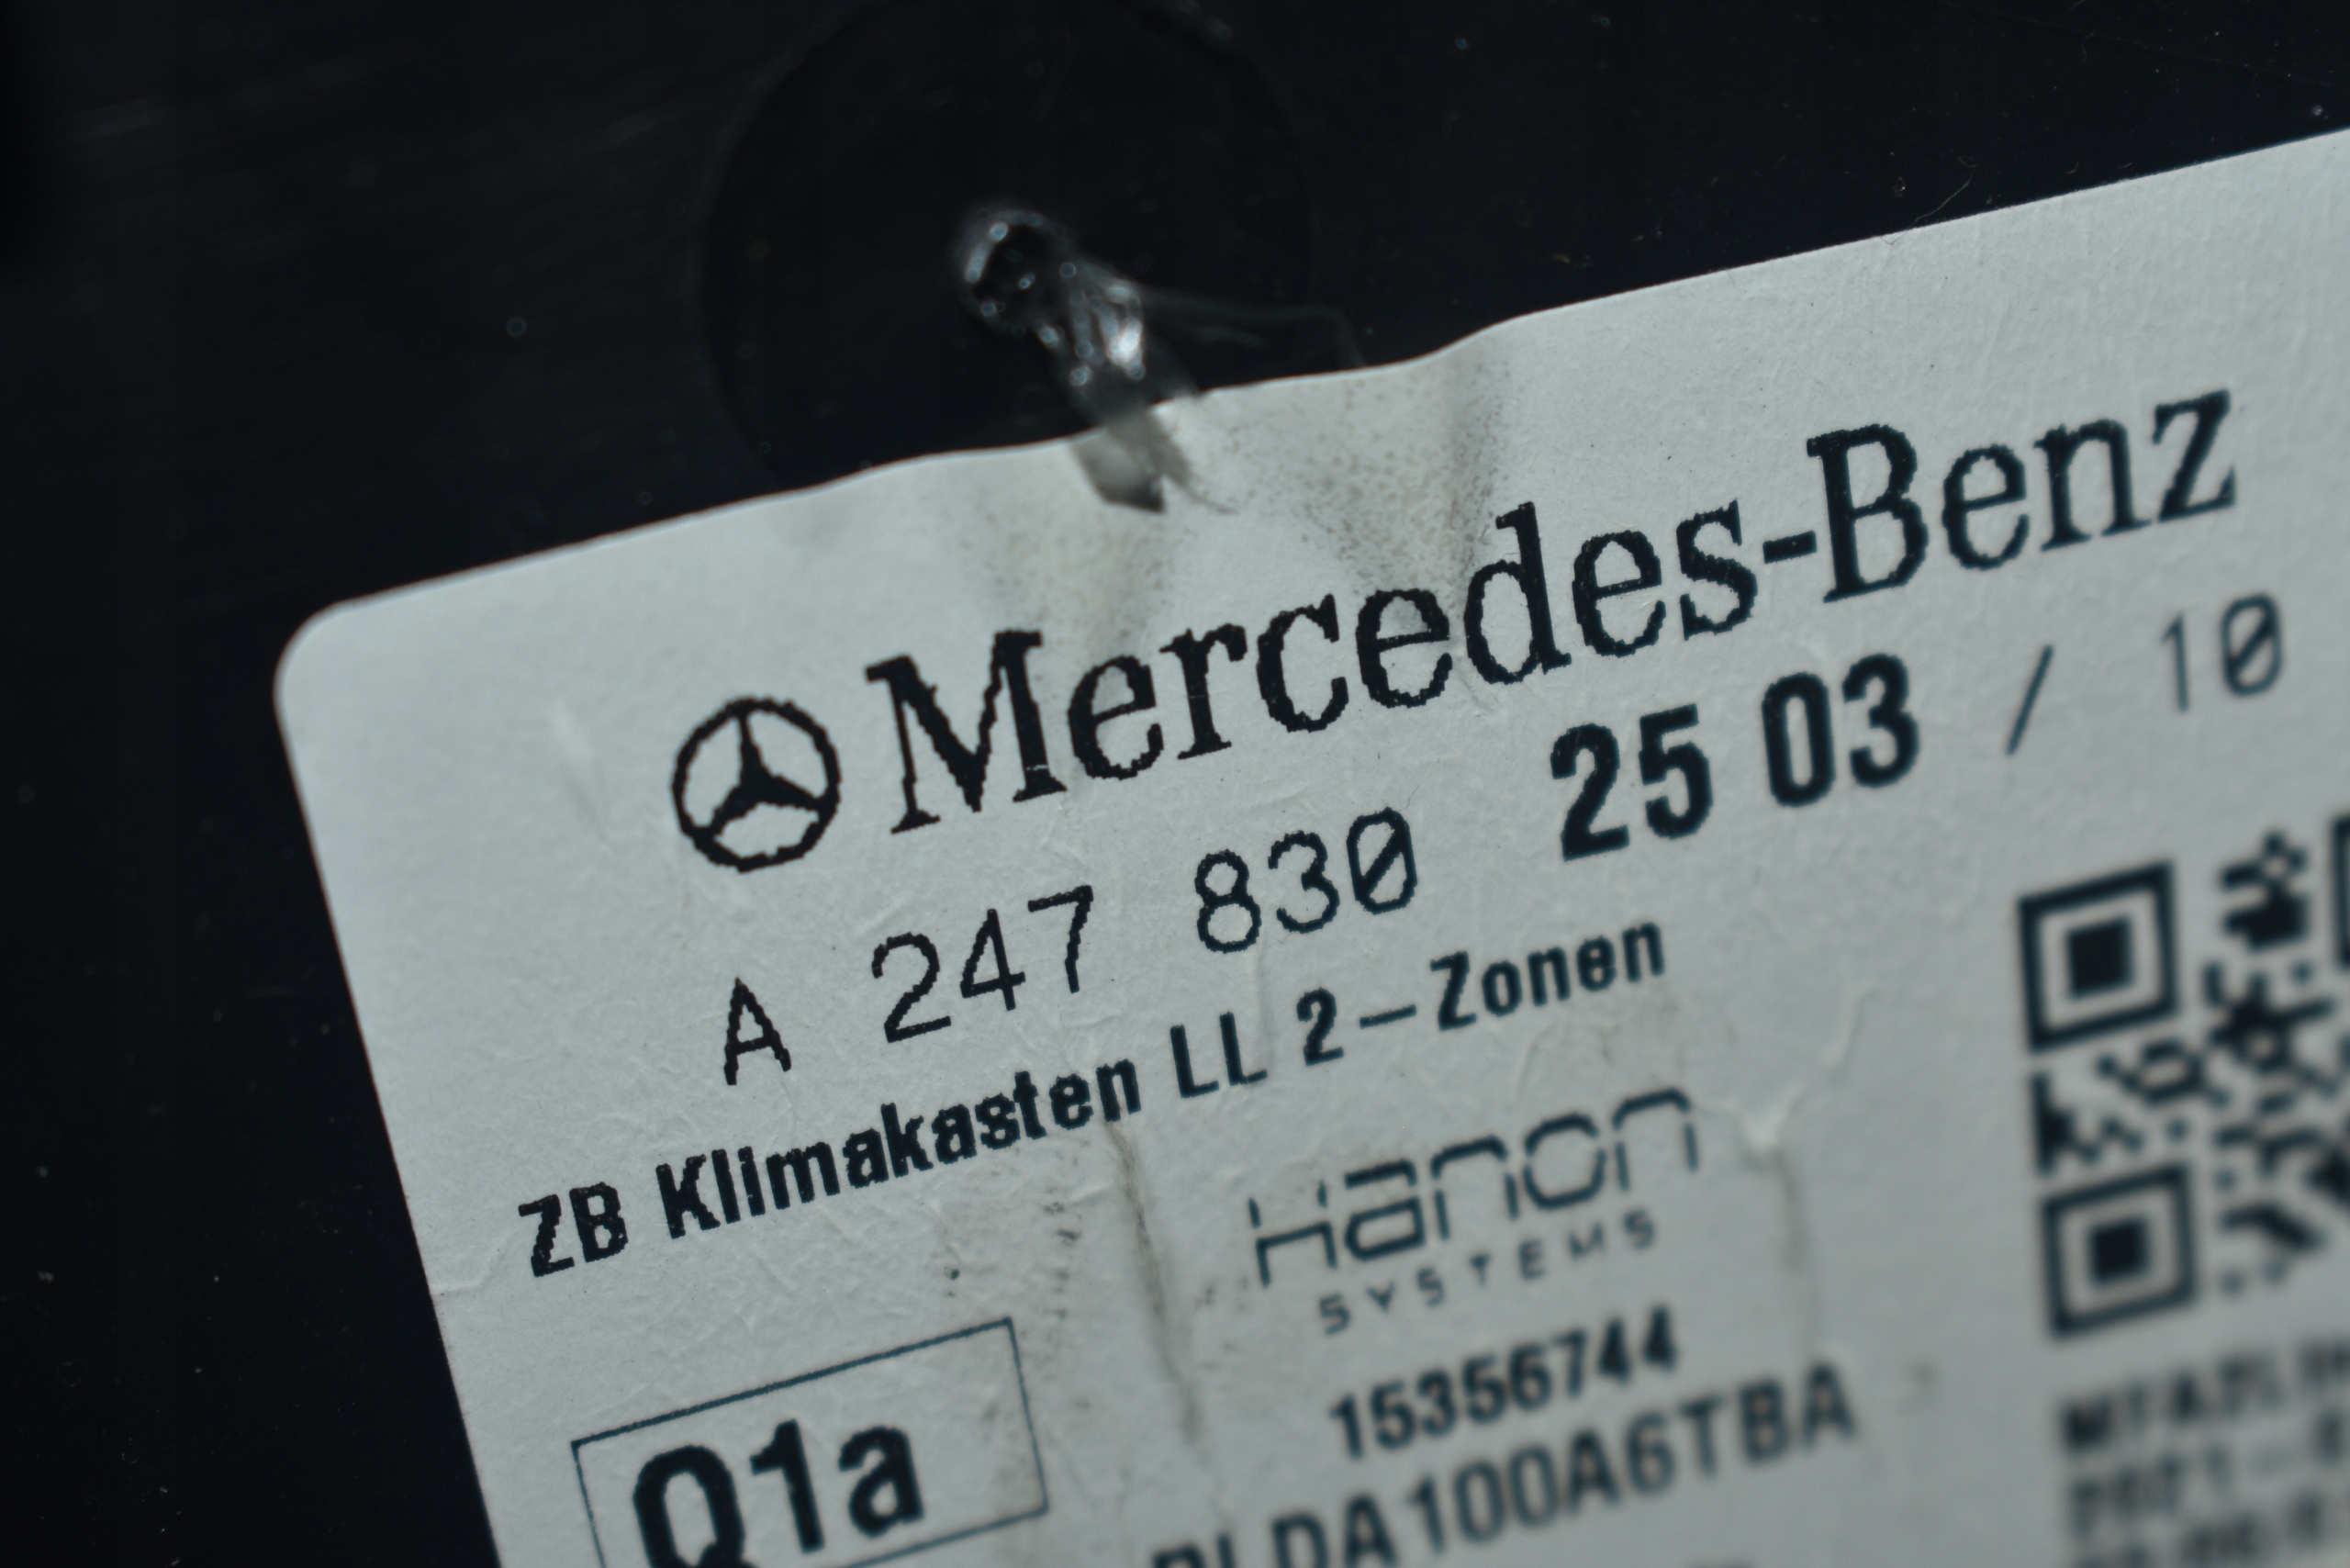 Mercedes-Benz
A 247 830 25 03 / 10
ZB Klimakasten LL 2-Zonen
Hanon
SYSTEMS
15356744
Q1a